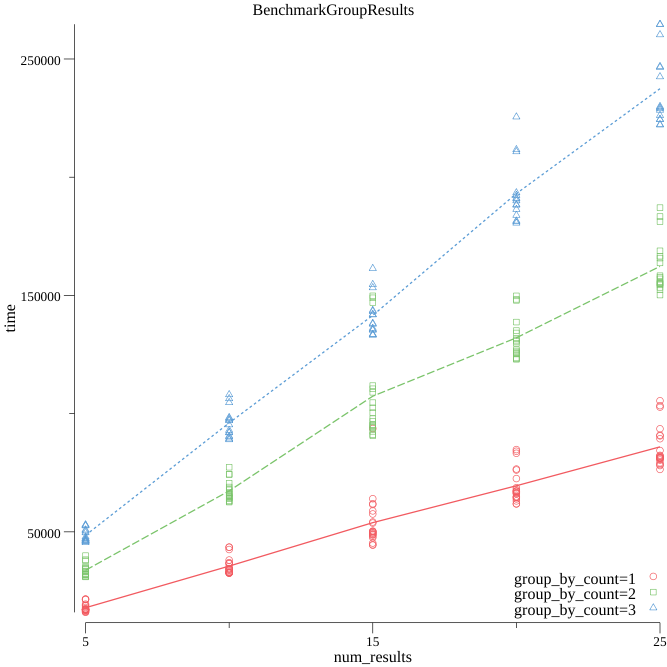 BenchmarkGroupResults
250000
150000
50000
time
group_by_count=1
group_by_count=2
group_by_count=3
5
15
25
num_results